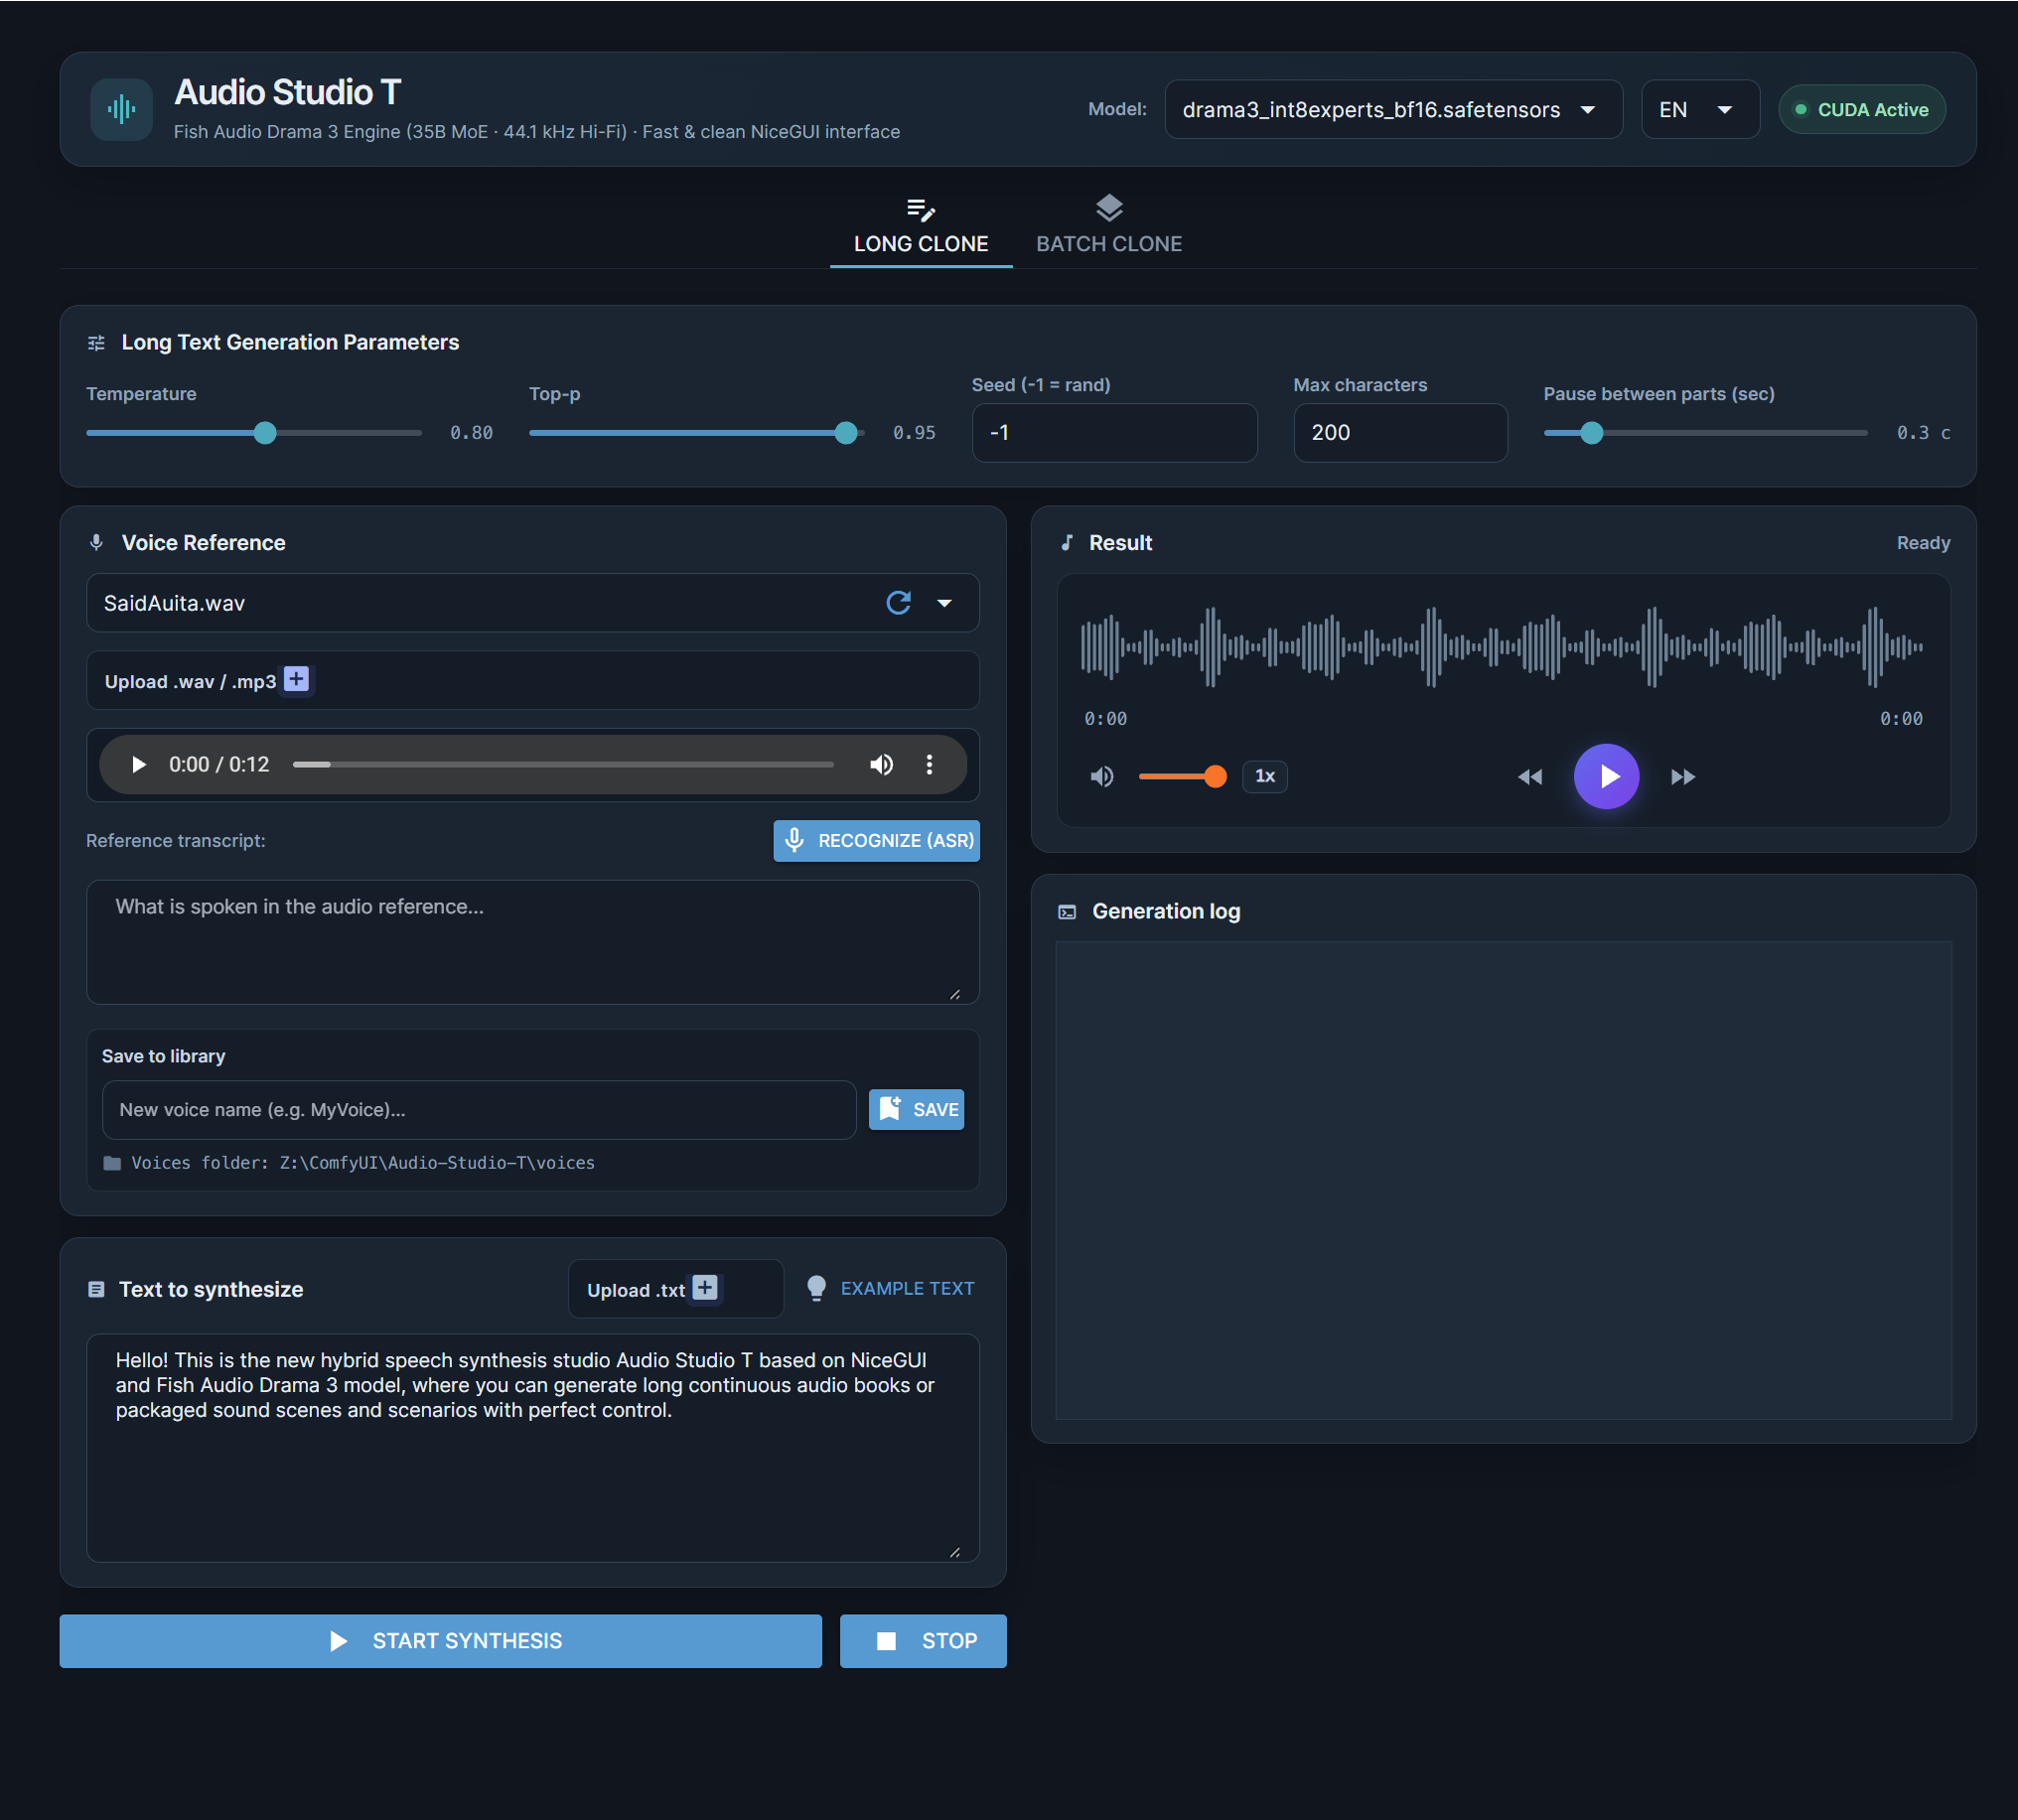 Audio Studio T
Fish Audio Drama 3 Engine (35B MoE · 44.1 kHz Hi-Fi) · Fast & clean NiceGUI interface
Model:
drama3_int8experts_bf16.safetensors
EN
CUDA Active
LONG CLONE
BATCH CLONE
Long Text Generation Parameters
Temperature
0.80
Top-p
0.95
Seed (-1 = rand)
-1
Max characters
200
Pause between parts (sec)
0.3 c
Voice Reference
SaidAuita.wav
Upload .wav / .mp3
0:00 / 0:12
Reference transcript:
RECOGNIZE (ASR)
What is spoken in the audio reference...
Save to library
New voice name (e.g. MyVoice)...
SAVE
Voices folder: Z:\ComfyUI\Audio-Studio-T\voices
Text to synthesize
Upload .txt
EXAMPLE TEXT
Hello! This is the new hybrid speech synthesis studio Audio Studio T based on NiceGUI
and Fish Audio Drama 3 model, where you can generate long continuous audio books or
packaged sound scenes and scenarios with perfect control.
START SYNTHESIS
STOP
Result
Ready
0:00
0:00
1x
Generation log